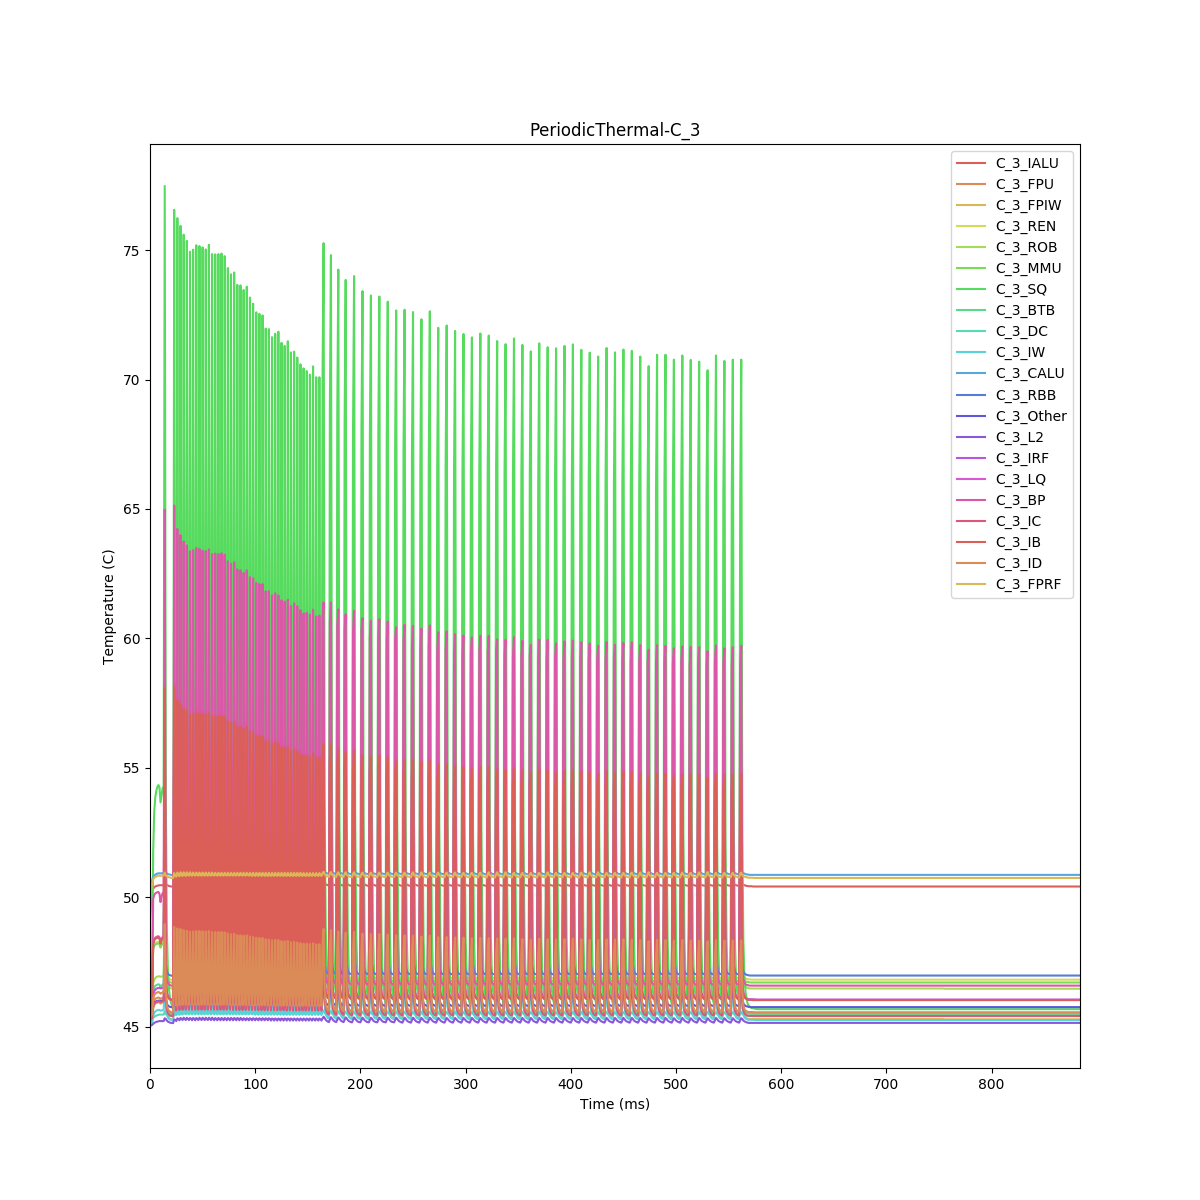 PeriodicThermal-C_3
C_3_IALU
C_3_FPU
C_3_FPIW
C_3_REN
C_3_ROB
C_3_MMU
C_3_SQ
C_3_BTB
C_3_DC
C_3_IW
C_3_CALU
C_3_RBB
C_3_Other
C_3_L2
C_3_IRF
C_3_LQ
C_3_BP
C_3_IC
C_3_IB
C_3_ID
C_3_FPRF
Temperature (C)
75
70
65
60
55
50
45
0 100 200 300 400 500 600 700 800
Time (ms)